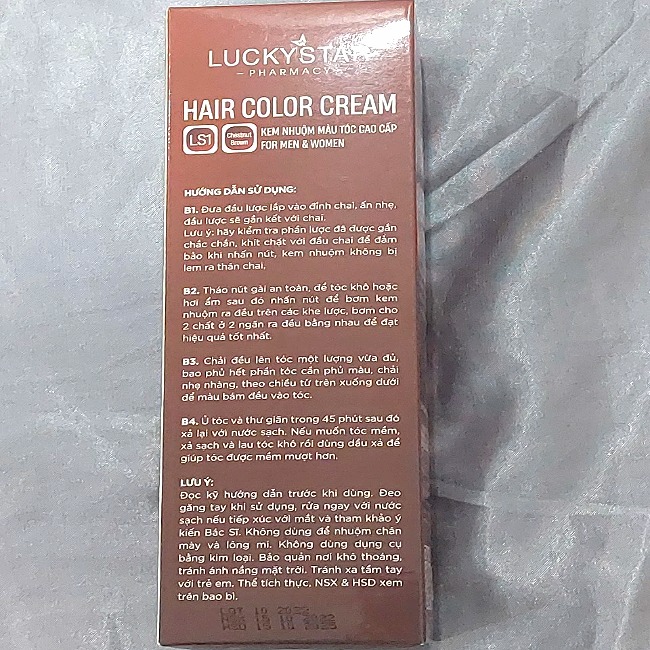 LUCKYSTAR
— PHARMACY —
HAIR COLOR CREAM
LS1
Chestnut
Brown
KEM NHUỘM MÀU TÓC CAO CẤP
FOR MEN & WOMEN
HƯỚNG DẪN SỬ DỤNG:
B1. Đưa đầu lược lắp vào đỉnh chai, ấn nhẹ,
đầu lược sẽ gắn kết với chai.
Lưu ý: hãy kiểm tra phần lược đã được gắn
chắc chắn, khít chặt với đầu chai để đảm
bảo khi nhấn nút, kem nhuộm không bị
lem ra thân chai.
B2. Tháo nút gài an toàn, để tóc khô hoặc
hơi ẩm sau đó nhấn nút để bơm kem
nhuộm ra đều trên các khe lược, bơm cho
2 chất ở 2 ngăn ra đều bằng nhau để đạt
hiệu quả tốt nhất.
B3. Chải đều lên tóc một lượng vừa đủ,
bao phủ hết phần tóc cần phủ màu, chải
nhẹ nhàng, theo chiều từ trên xuống dưới
để màu bám đều vào tóc.
B4. Ủ tóc và thư giãn trong 45 phút sau đó
xả lại với nước sạch. Nếu muốn tóc mềm,
xả sạch và lau tóc khô rồi dùng dầu xả để
giúp tóc được mềm mượt hơn.
LƯU Ý:
Đọc kỹ hướng dẫn trước khi dùng. Đeo
găng tay khi sử dụng, rửa ngay với nước
sạch nếu tiếp xúc với mắt và tham khảo ý
kiến Bác Sĩ. Không dùng để nhuộm chân
mày và lông mi. Không dùng dụng cụ
bằng kim loại. Bảo quản nơi khô thoáng,
tránh ánh nắng mặt trời. Tránh xa tầm tay
với trẻ em. Thể tích thực, NSX & HSD xem
trên bao bì.
LOT 10 2022